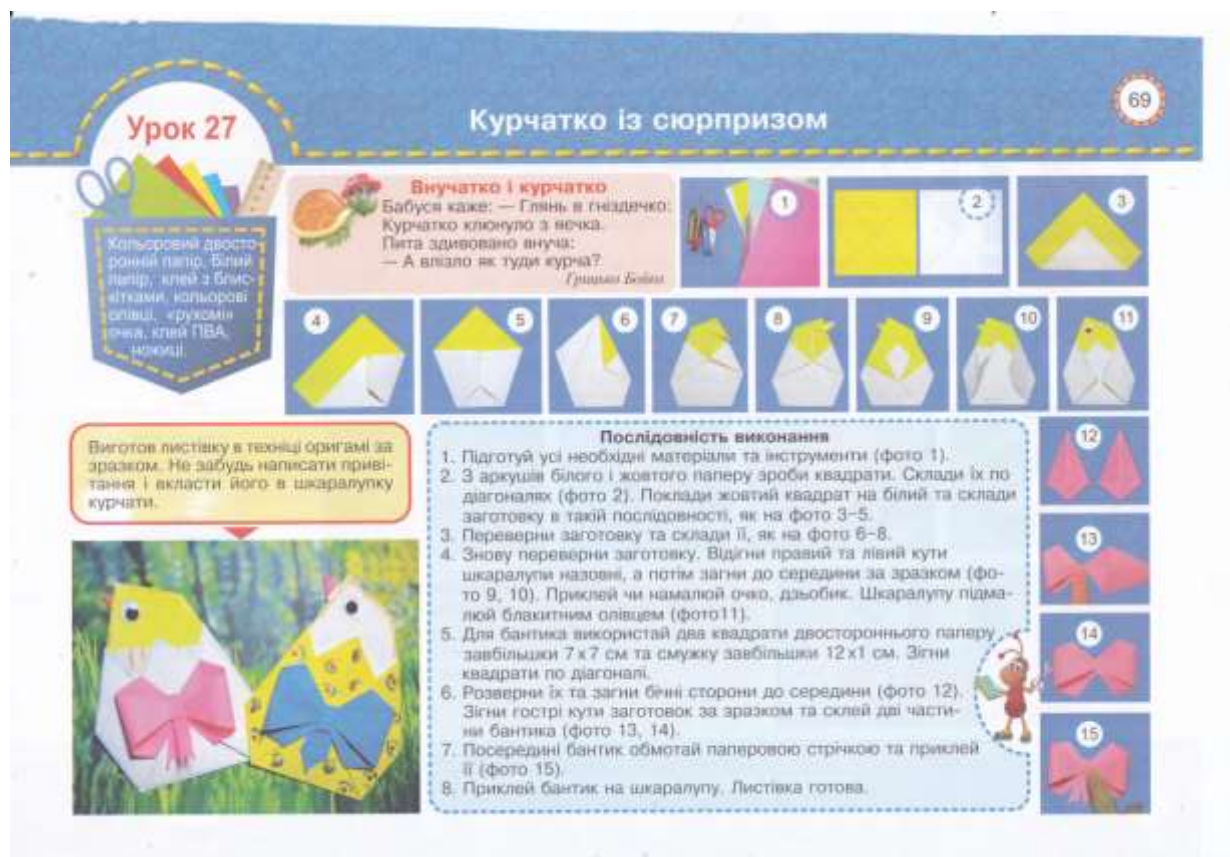 69
Урок 27
Курчатко із сюрпризом
Кольоровий двосто-
ронній папір, білий
папір, клей з блис-
кітками, кольорові
олівці, «рухомі»
очка, клей ПВА,
ножиці.
Внучатко і курчатко
Бабуся каже: — Глянь в гніздечко:
Курчатко клюнуло з яєчка.
Пита здивовано внуча:
— А влізло як туди курча?
Грицько Бойко
1
2
3
4
5
6
7
8
9
10
11
Виготов листівку в техніці оригамі за
зразком. Не забудь написати приві-
тання і вкласти його в шкаралупку
курчати.
Послідовність виконання
1. Підготуй усі необхідні матеріали та інструменти (фото 1).
2. З аркушів білого і жовтого паперу зроби квадрати. Склади їх по
діагоналях (фото 2). Поклади жовтий квадрат на білий та склади
заготовку в такій послідовності, як на фото 3–5.
3. Переверни заготовку та склади її, як на фото 6–8.
4. Знову переверни заготовку. Відігни правий та лівий кути
шкаралупи назовні, а потім загни до середини за зразком (фо-
то 9, 10). Приклей чи намалюй очко, дзьобик. Шкаралупу підма-
люй блакитним олівцем (фото11).
5. Для бантика використай два квадрати двостороннього паперу
завбільшки 7х7 см та смужку завбільшки 12х1 см. Зігни
квадрати по діагоналі.
6. Розверни їх та загни бічні сторони до середини (фото 12).
Зігни гострі кути заготовок за зразком та склей дві части-
ни бантика (фото 13, 14).
7. Посередині бантик обмотай паперовою стрічкою та приклей
її (фото 15).
8. Приклей бантик на шкаралупу. Листівка готова.
12
13
14
15